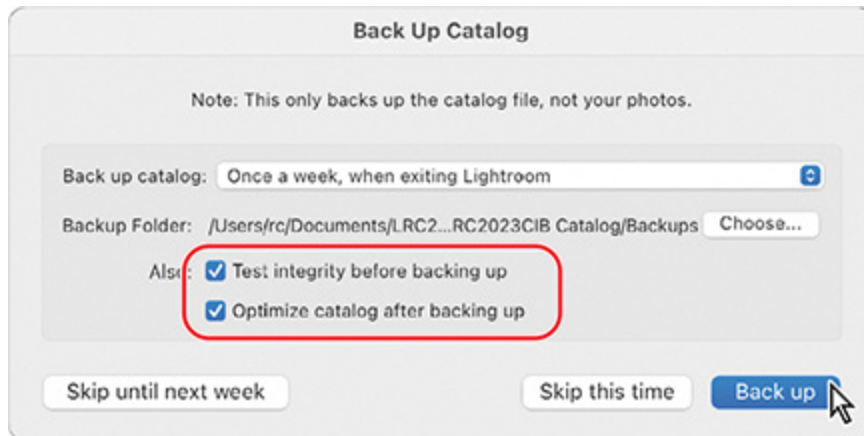 Back Up Catalog
Note: This only backs up the catalog file, not your photos.
Back up catalog: Once a week, when exiting Lightroom
Backup Folder: /Users/rc/Documents/LRC2...RC2023CIB Catalog/Backups Choose...
Also: Test integrity before backing up
Optimize catalog after backing up
Skip until next week Skip this time Back up